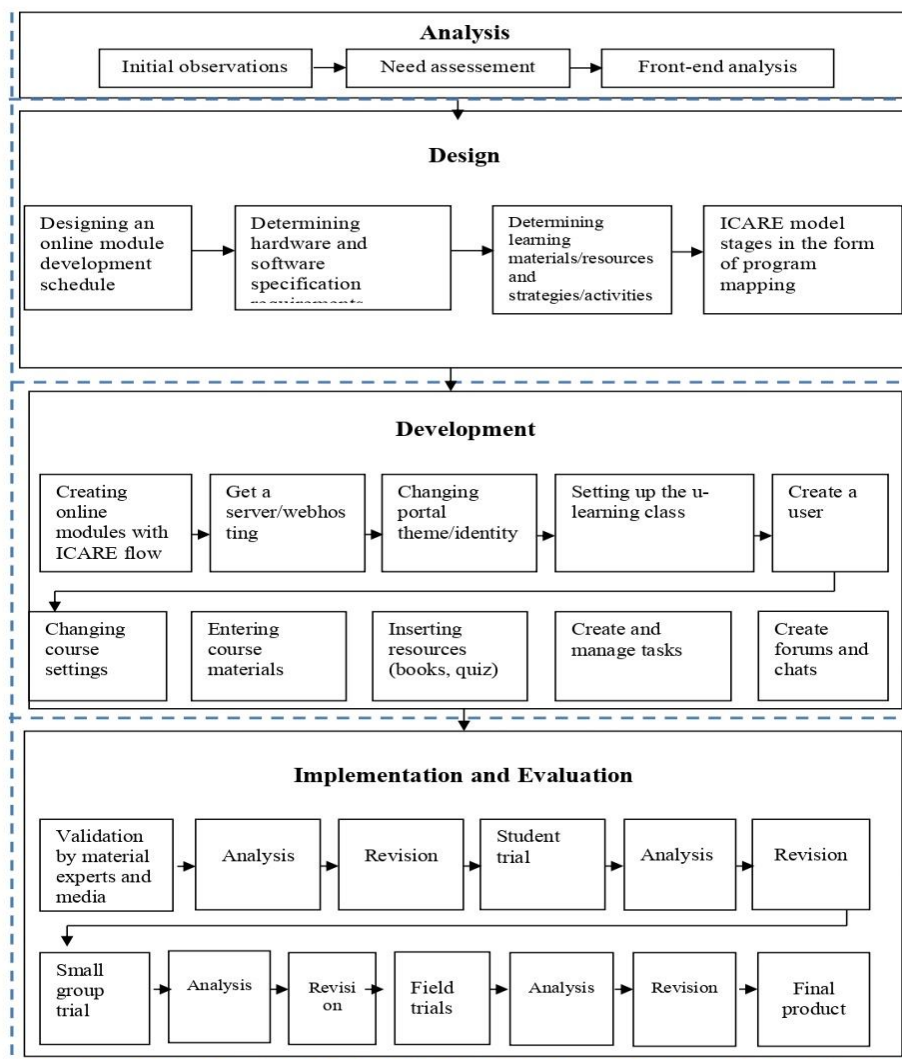 Analysis
Initial observations
Need assessement
Front-end analysis
Design
Designing an
online module
development
schedule
Determining
hardware and
software
specification
requirements
Determining
learning
materials/resources
and
strategies/activities
ICARE model
stages in the form
of program
mapping
Development
Creating
online
modules with
ICARE flow
Get a
server/webhos
ting
Changing
portal
theme/identity
Setting up the u-
learning class
Create a
user
Changing
course
settings
Entering
course
materials
Inserting
resources
(books, quiz)
Create and
manage tasks
Create
forums and
chats
Implementation and Evaluation
Validation
by material
experts and
media
Analysis
Revision
Student
trial
Analysis
Revision
Small
group
trial
Analysis
Revisi
on
Field
trials
Analysis
Revision
Final
product